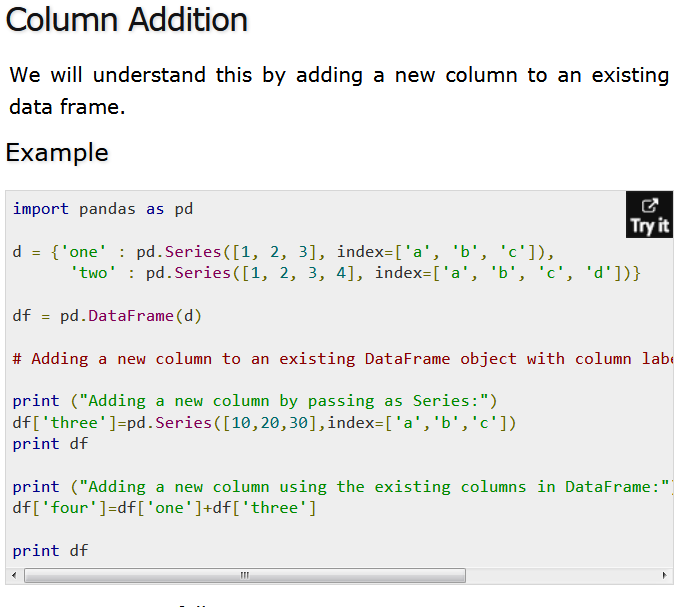 Column Addition
We will understand this by adding a new column to an existing
data frame.
Example
Try it
import pandas as pd
d = {'one' : pd.Series([1, 2, 3], index=['a', 'b', 'c']),
'two' : pd.Series([1, 2, 3, 4], index=['a', 'b', 'c', 'd'])}
df = pd.DataFrame(d)
# Adding a new column to an existing DataFrame object with column labe
print ("Adding a new column by passing as Series:")
df['three']=pd.Series([10,20,30],index=['a','b','c'])
print df
print ("Adding a new column using the existing columns in DataFrame:")
df['four']=df['one']+df['three']
print df